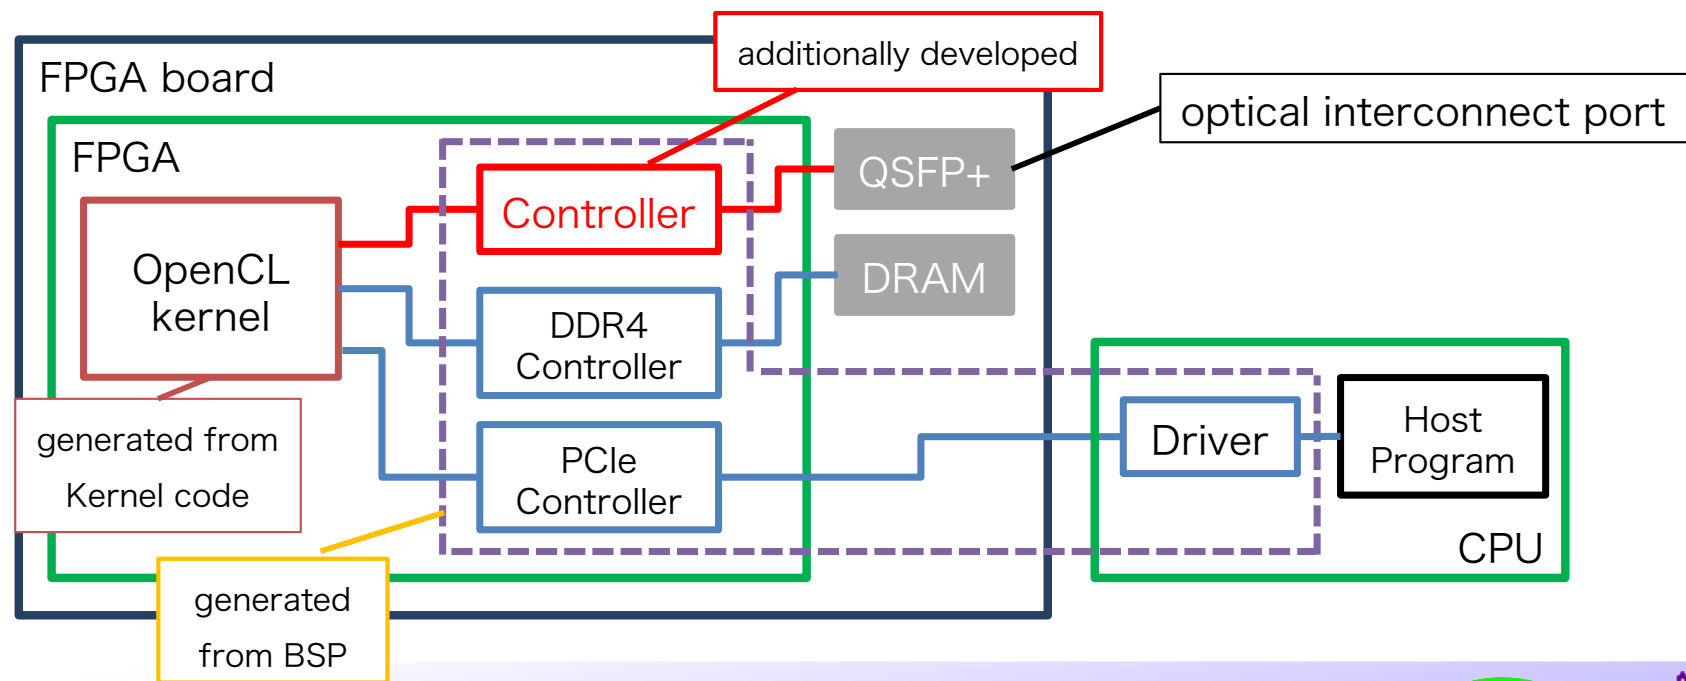 additionally developed
FPGA board
optical interconnect port
FPGA
QSFP+
Controller
OpenCL
kernel
DRAM
DDR4
Controller
generated from
Kernel code
PCIe
Controller
Driver
Host
Program
CPU
generated
from BSP